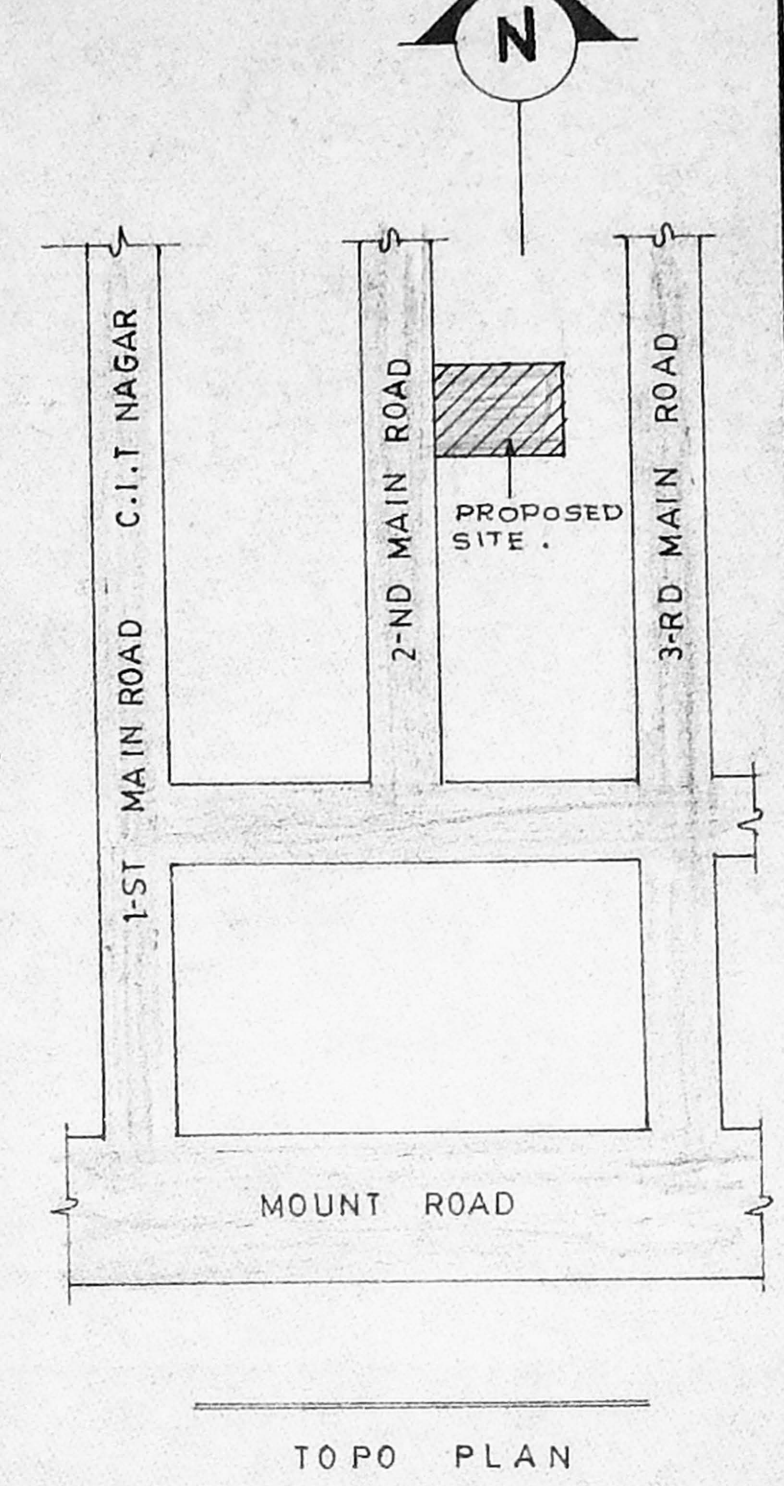 N
1-ST MAIN ROAD C.I.T NAGAR
2-ND MAIN ROAD
3-RD MAIN ROAD
PROPOSED
SITE .
MOUNT ROAD
TOPO PLAN